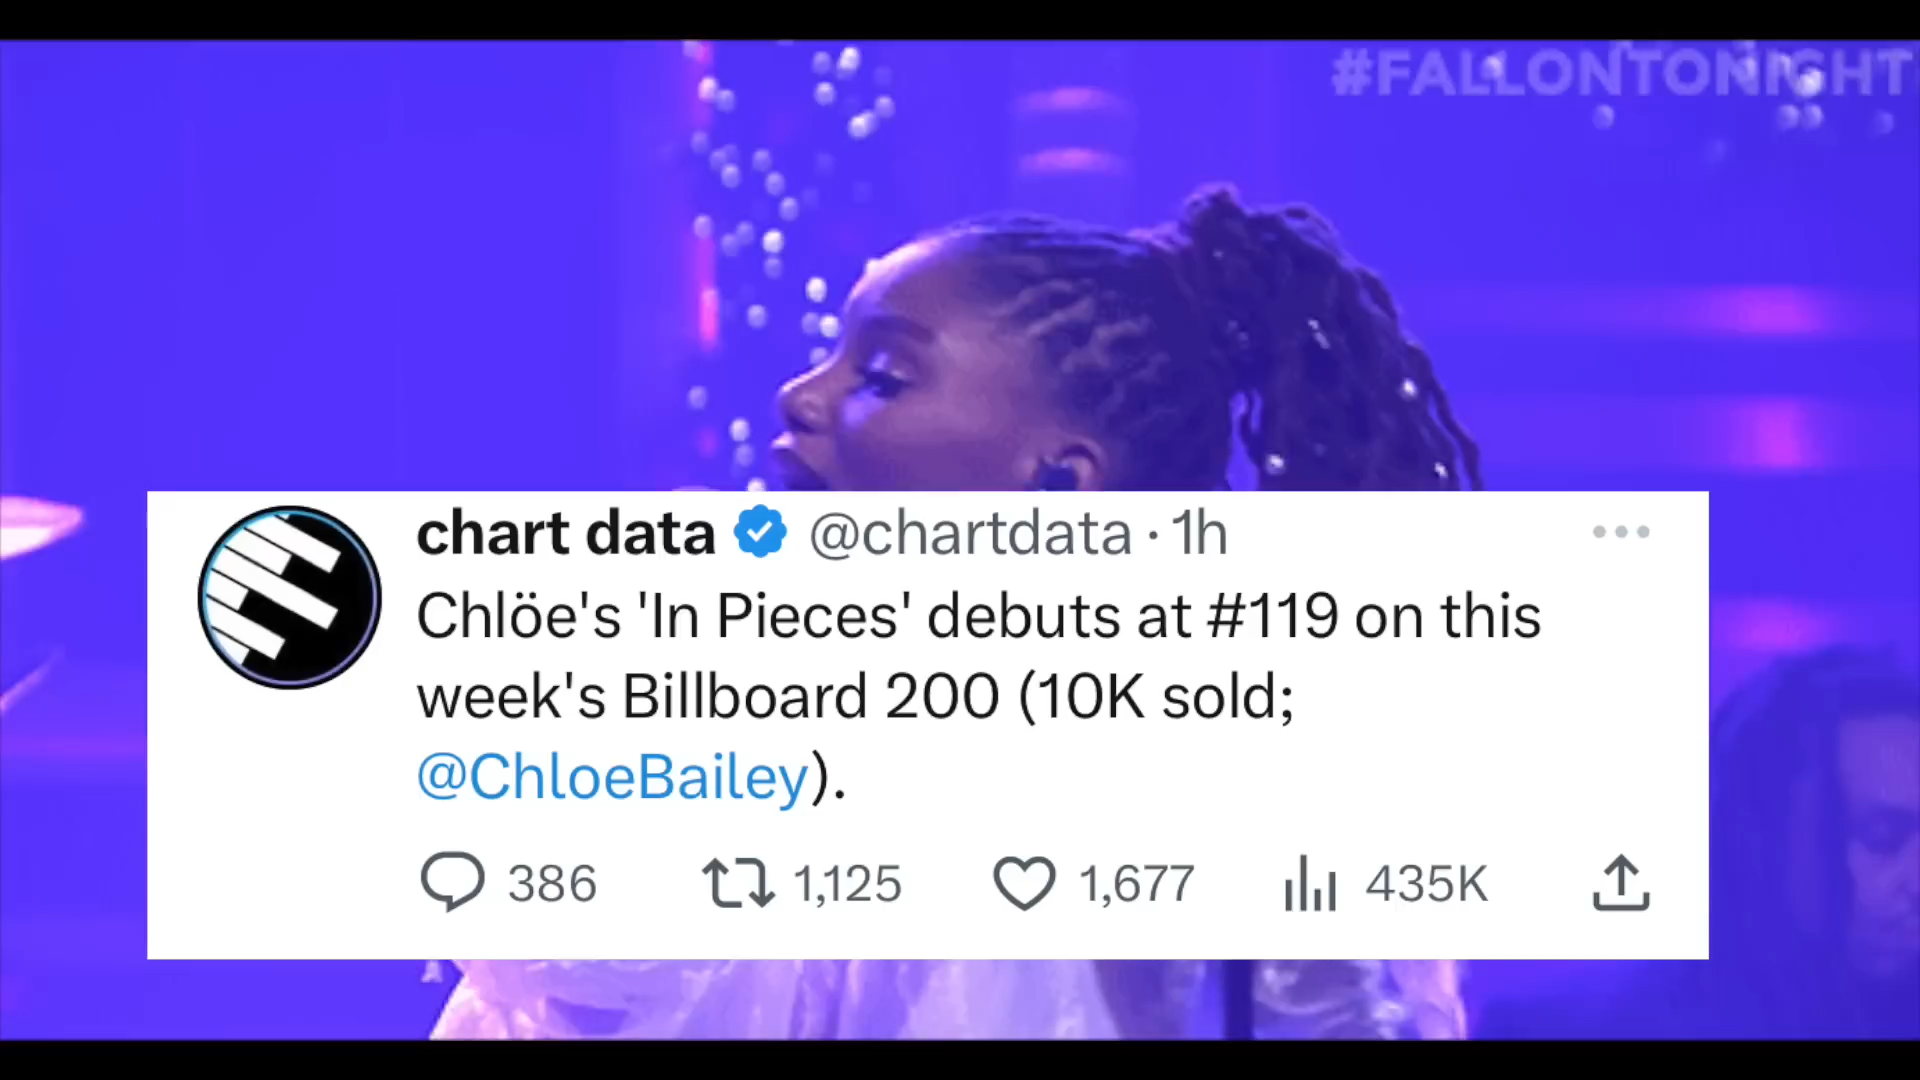 #FALLONTONIGHT
chart data @chartdata · 1h
Chlöe's 'In Pieces' debuts at #119 on this
week's Billboard 200 (10K sold;
@ChloeBailey).
386 1,125 1,677 435K